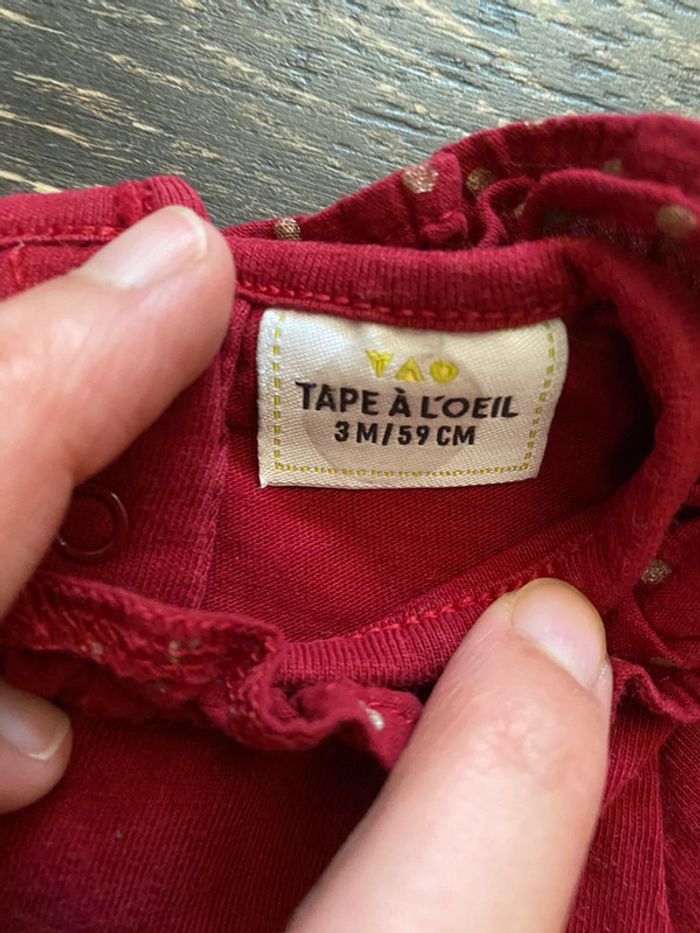 TAO
TAPE À L'OEIL
3 M/59 CM